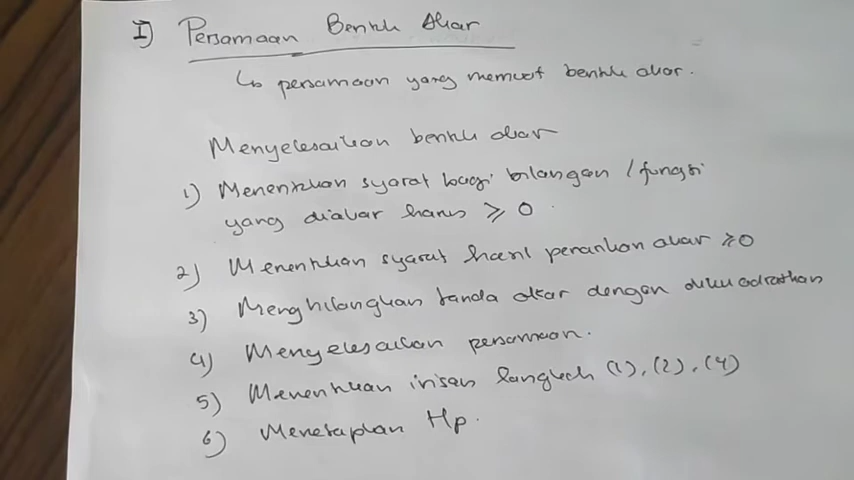 I) Persamaan Bentuk Akar
↳ persamaan yang memuat bentuk akar.
Menyelesaikan bentuk akar
1) Menentukan syarat bagi bilangan / fungsi
yang diakar harus ≥ 0.
2) Menentukan syarat hasil penarikan akar ≥ 0
3) Menghilangkan tanda akar dengan dikuadratkan
4) Menyelesaikan persamaan.
5) Menentukan irisan langkah (1), (2), (4)
6) Menetapkan Hp.